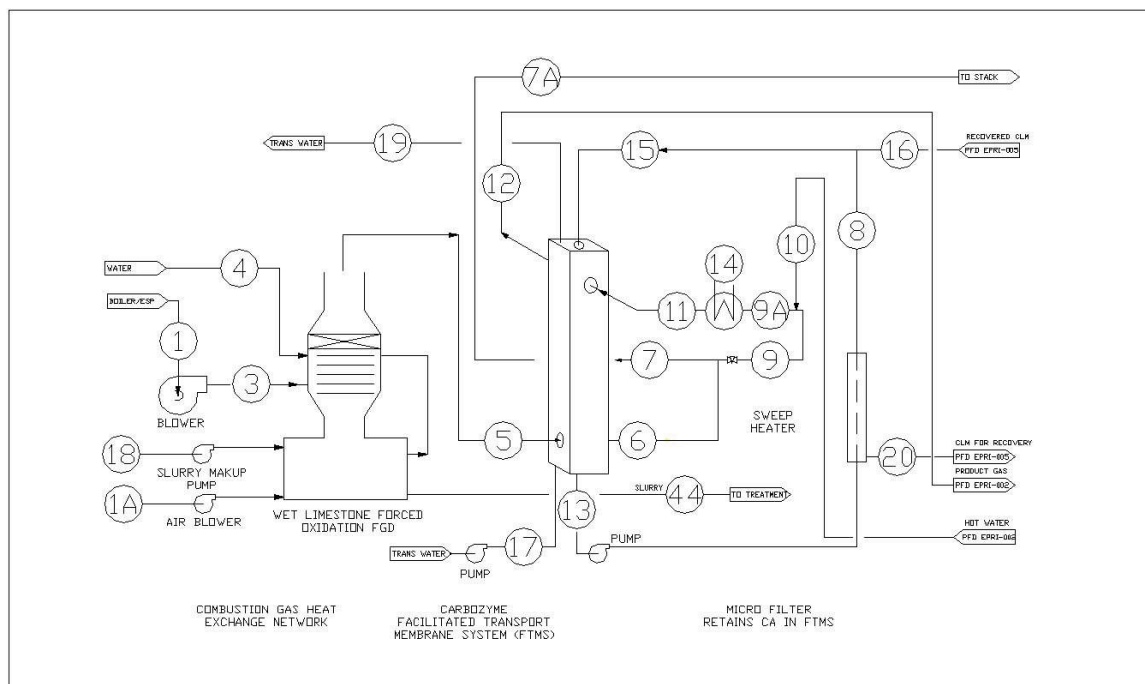 7A
TO STACK
TRANS WATER
19
15
16
RECOVERED CLM
PFD EPRI-005
12
10
8
WATER
4
14
BOILER/ESP
11
9A
1
7
9
3
BLOWER
SWEEP
HEATER
5
6
18
SLURRY MAKUP
PUMP
20
CLM FOR RECOVERY
PFD EPRI-005
PRODUCT GAS
PFD EPRI-002
SLURRY
44
TO TREATMENT
1A
AIR BLOWER
WET LIMESTONE FORCED
OXIDATION FGD
13
HOT WATER
PFD EPRI-002
TRANS WATER
17
PUMP
PUMP
COMBUSTION GAS HEAT
EXCHANGE NETWORK
CARBOZYME
FACILITATED TRANSPORT
MEMBRANE SYSTEM (FTMS)
MICRO FILTER
RETAINS CA IN FTMS